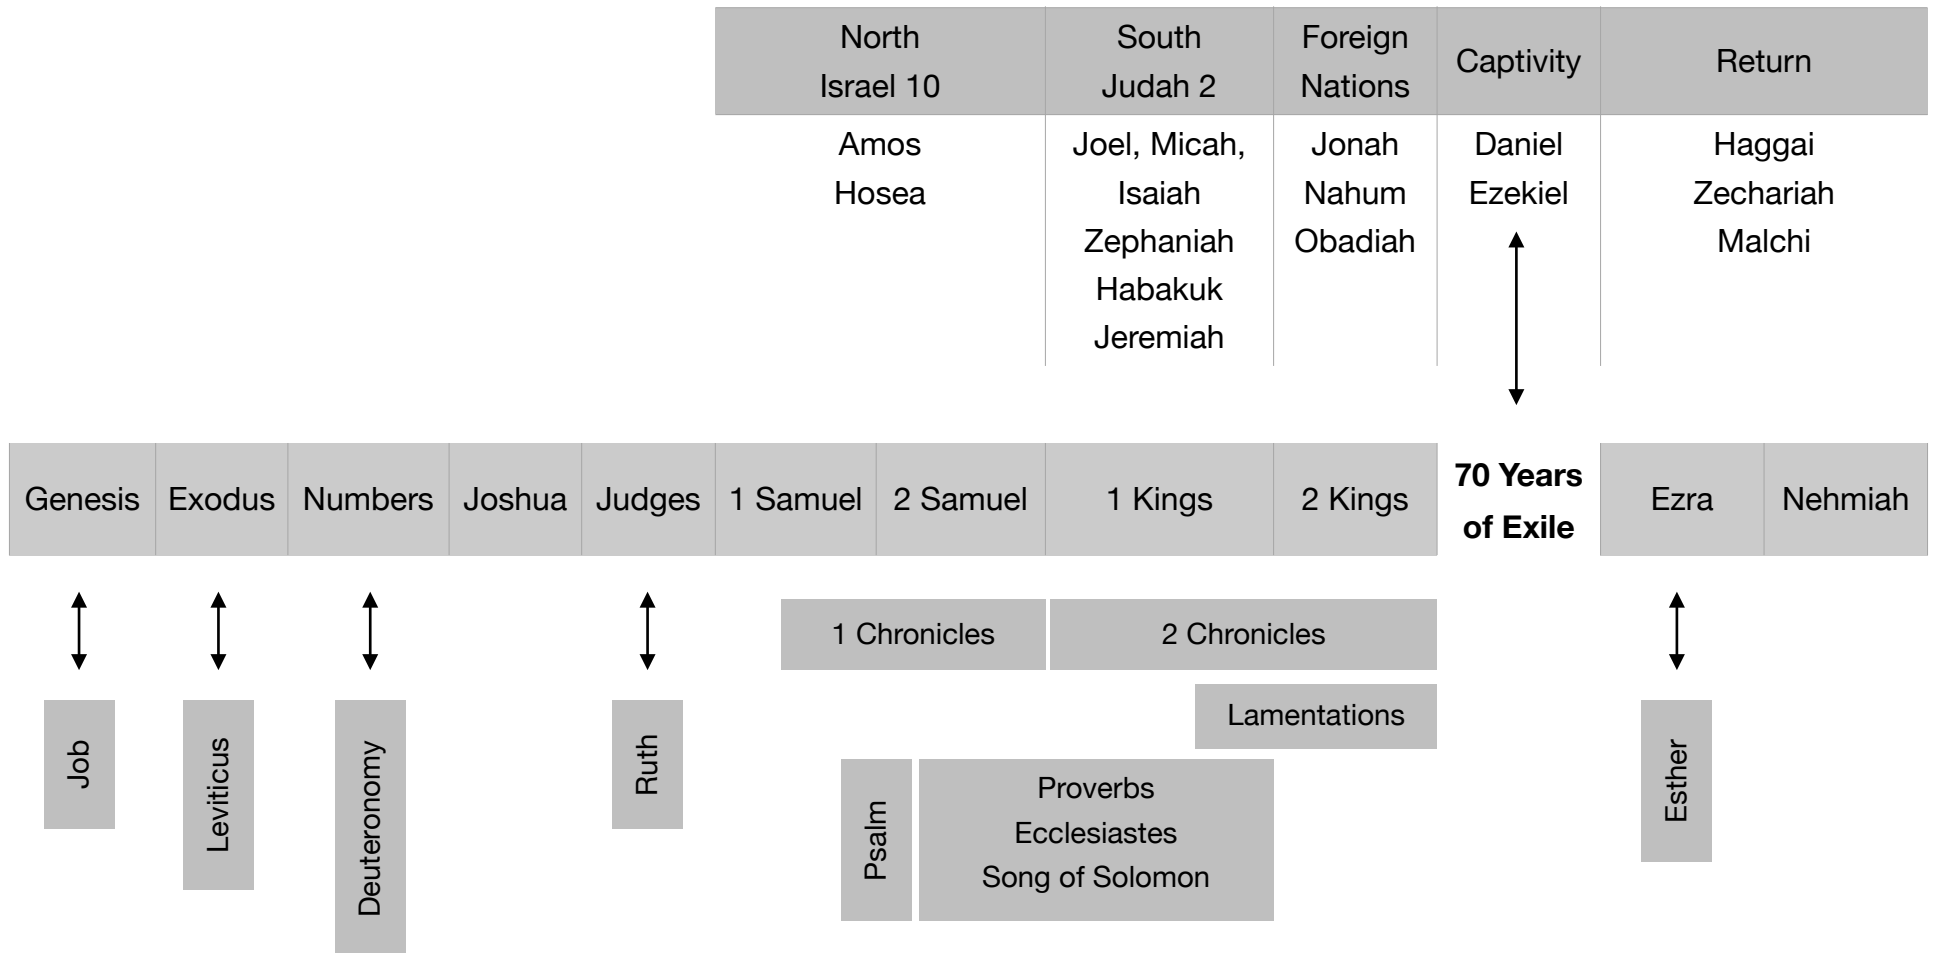 North
Israel 10
South
Judah 2
Foreign
Nations
Captivity
Return
Amos
Hosea
Joel, Micah,
Isaiah
Zephaniah
Habakuk
Jeremiah
Jonah
Nahum
Obadiah
Daniel
Ezekiel
Haggai
Zechariah
Malchi
Genesis
Exodus
Numbers
Joshua
Judges
1 Samuel
2 Samuel
1 Kings
2 Kings
70 Years
of Exile
Ezra
Nehmiah
1 Chronicles
2 Chronicles
Lamentations
Job
Leviticus
Deuteronomy
Ruth
Psalm
Proverbs
Ecclesiastes
Song of Solomon
Esther